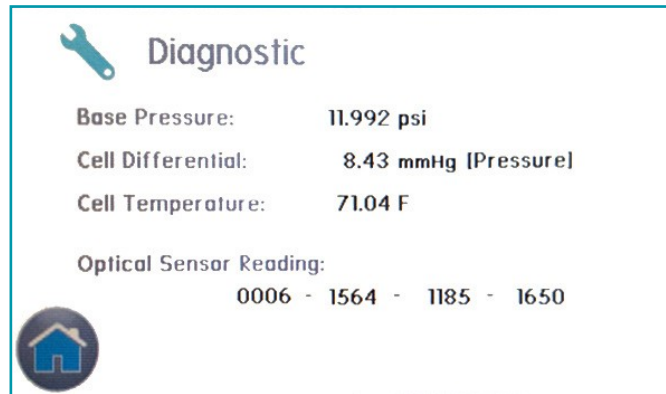 Diagnostic
Base Pressure: 11.992 psi
Cell Differential: 8.43 mmHg [Pressure]
Cell Temperature: 71.04 F
Optical Sensor Reading:
0006 - 1564 - 1185 - 1650